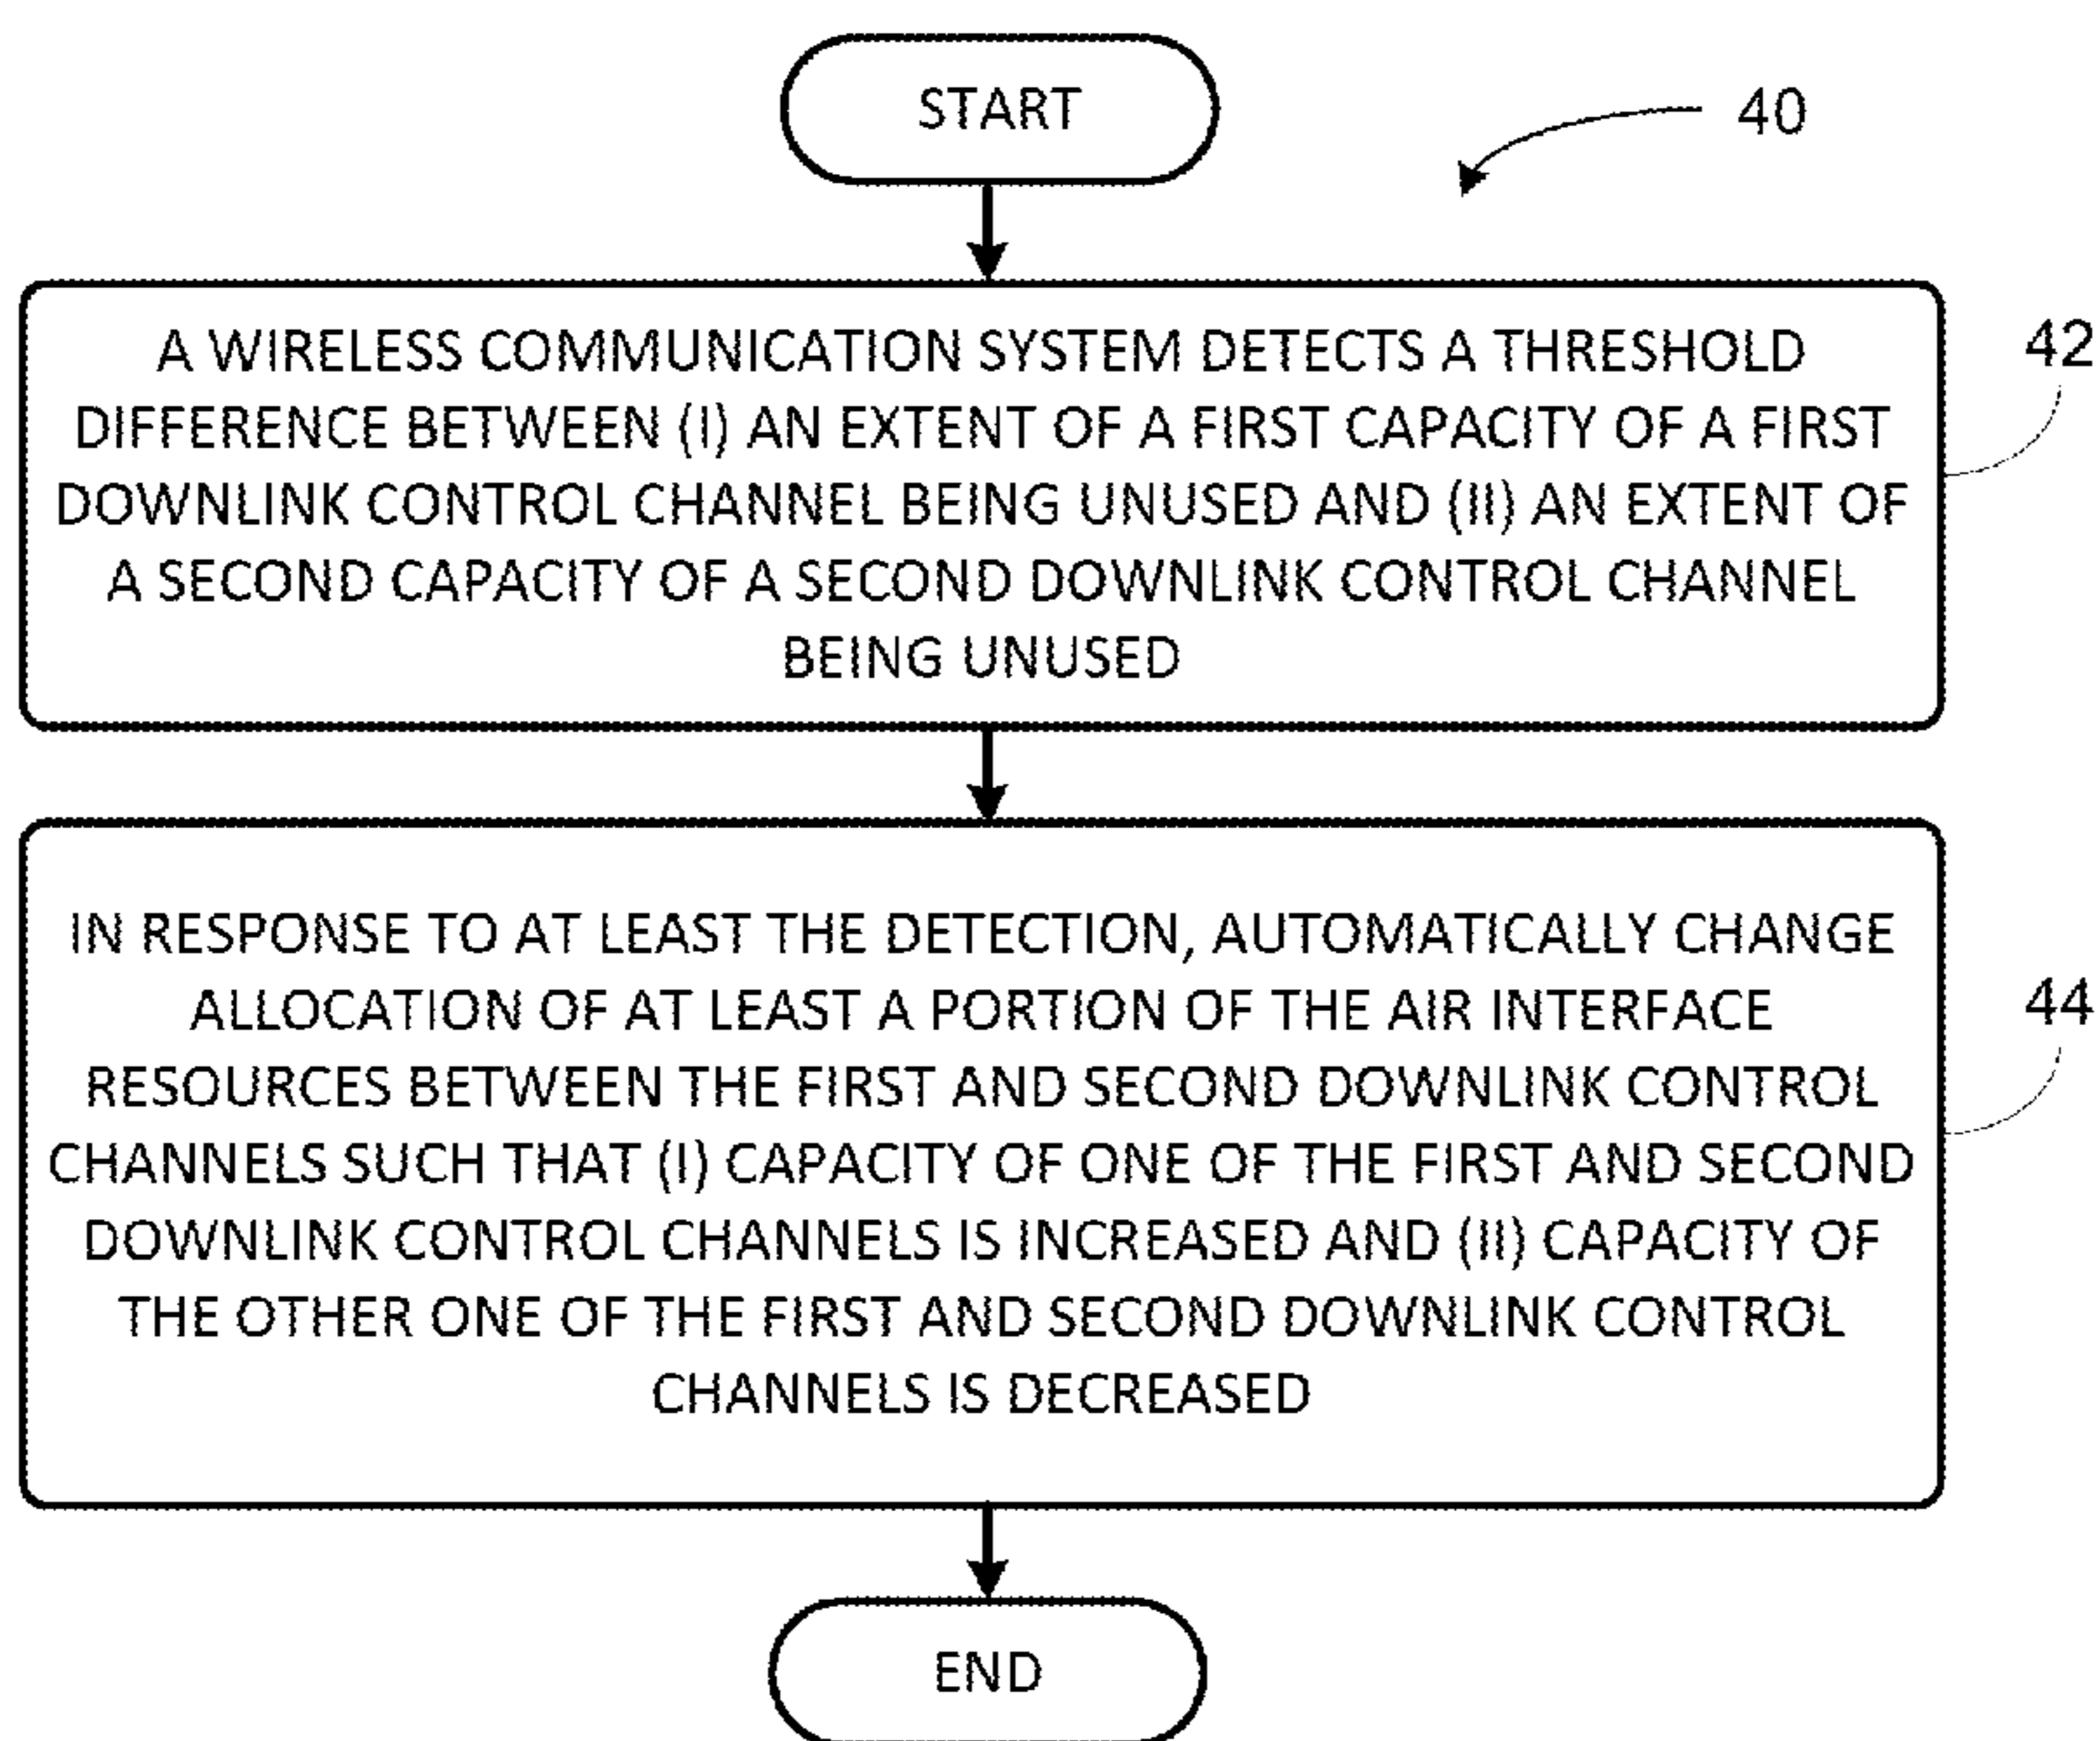 START
40
A WIRELESS COMMUNICATION SYSTEM DETECTS A THRESHOLD
DIFFERENCE BETWEEN (I) AN EXTENT OF A FIRST CAPACITY OF A FIRST
DOWNLINK CONTROL CHANNEL BEING UNUSED AND (II) AN EXTENT OF
A SECOND CAPACITY OF A SECOND DOWNLINK CONTROL CHANNEL
BEING UNUSED
42
IN RESPONSE TO AT LEAST THE DETECTION, AUTOMATICALLY CHANGE
ALLOCATION OF AT LEAST A PORTION OF THE AIR INTERFACE
RESOURCES BETWEEN THE FIRST AND SECOND DOWNLINK CONTROL
CHANNELS SUCH THAT (I) CAPACITY OF ONE OF THE FIRST AND SECOND
DOWNLINK CONTROL CHANNELS IS INCREASED AND (II) CAPACITY OF
THE OTHER ONE OF THE FIRST AND SECOND DOWNLINK CONTROL
CHANNELS IS DECREASED
44
END